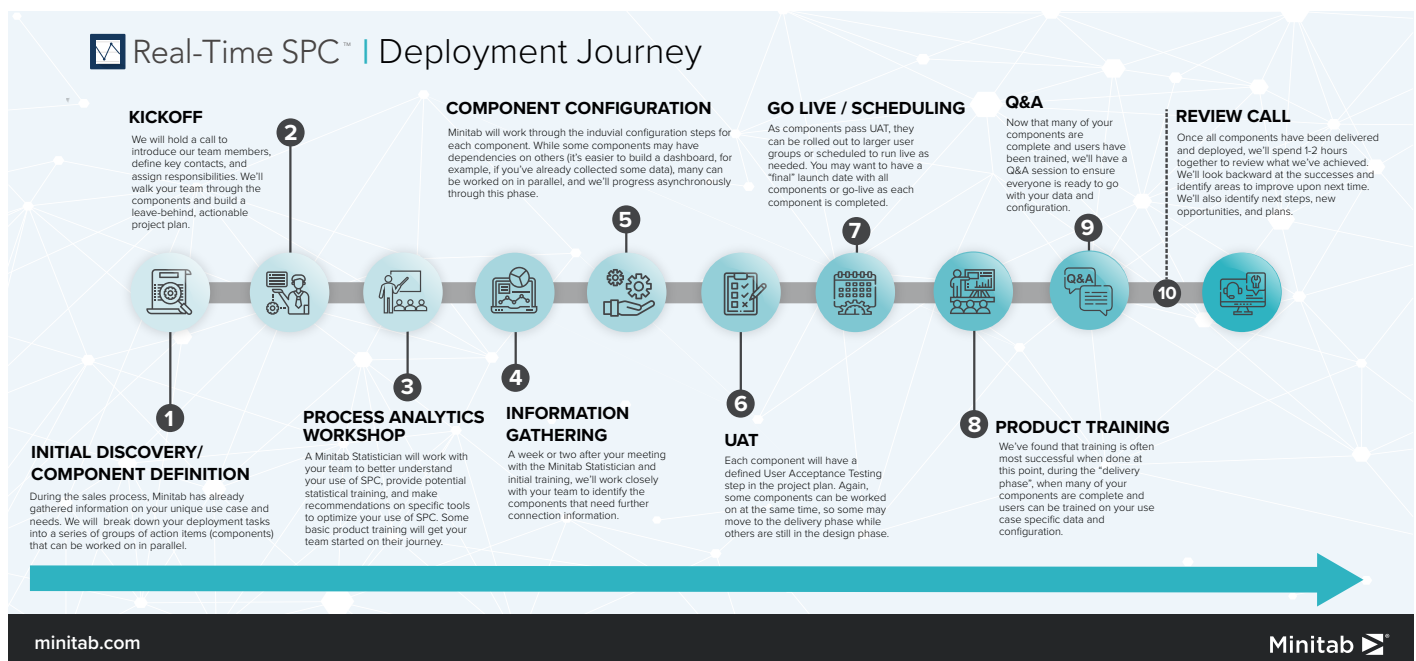 Real-Time SPC™ | Deployment Journey
1
INITIAL DISCOVERY/
COMPONENT DEFINITION
During the sales process, Minitab has already
gathered information on your unique use case and
needs. We will break down your deployment tasks
into a series of groups of action items (components)
that can be worked on in parallel.
KICKOFF
We will hold a call to
introduce our team members,
define key contacts, and
assign responsibilities. We'll
walk your team through the
components and build a
leave-behind, actionable
project plan.
2
3
PROCESS ANALYTICS
WORKSHOP
A Minitab Statistician will work with
your team to better understand
your use of SPC, provide potential
statistical training, and make
recommendations on specific tools
to optimize your use of SPC. Some
basic product training will get your
team started on their journey.
4
INFORMATION
GATHERING
A week or two after your meeting
with the Minitab Statistician and
initial training, we'll work closely
with your team to identify the
components that need further
connection information.
COMPONENT CONFIGURATION
Minitab will work through the induvial configuration steps for
each component. While some components may have
dependencies on others (it's easier to build a dashboard, for
example, if you've already collected some data), many can
be worked on in parallel, and we'll progress asynchronously
through this phase.
5
6
UAT
Each component will have a
defined User Acceptance Testing
step in the project plan. Again,
some components can be worked
on at the same time, so some may
move to the delivery phase while
others are still in the design phase.
GO LIVE / SCHEDULING
As components pass UAT, they
can be rolled out to larger user
groups or scheduled to run live as
needed. You may want to have a
"final" launch date with all
components or go-live as each
component is completed.
7
8
PRODUCT TRAINING
We've found that training is often
most successful when done at
this point, during the "delivery
phase", when many of your
components are complete and
users can be trained on your use
case specific data and
configuration.
Q&A
Now that many of your
components are
complete and users have
been trained, we'll have a
Q&A session to ensure
everyone is ready to go
with your data and
configuration.
9
Q&A
10
REVIEW CALL
Once all components have been delivered
and deployed, we'll spend 1-2 hours
together to review what we've achieved.
We'll look backward at the successes and
identify areas to improve upon next time.
We'll also identify next steps, new
opportunities, and plans.
minitab.com
Minitab®